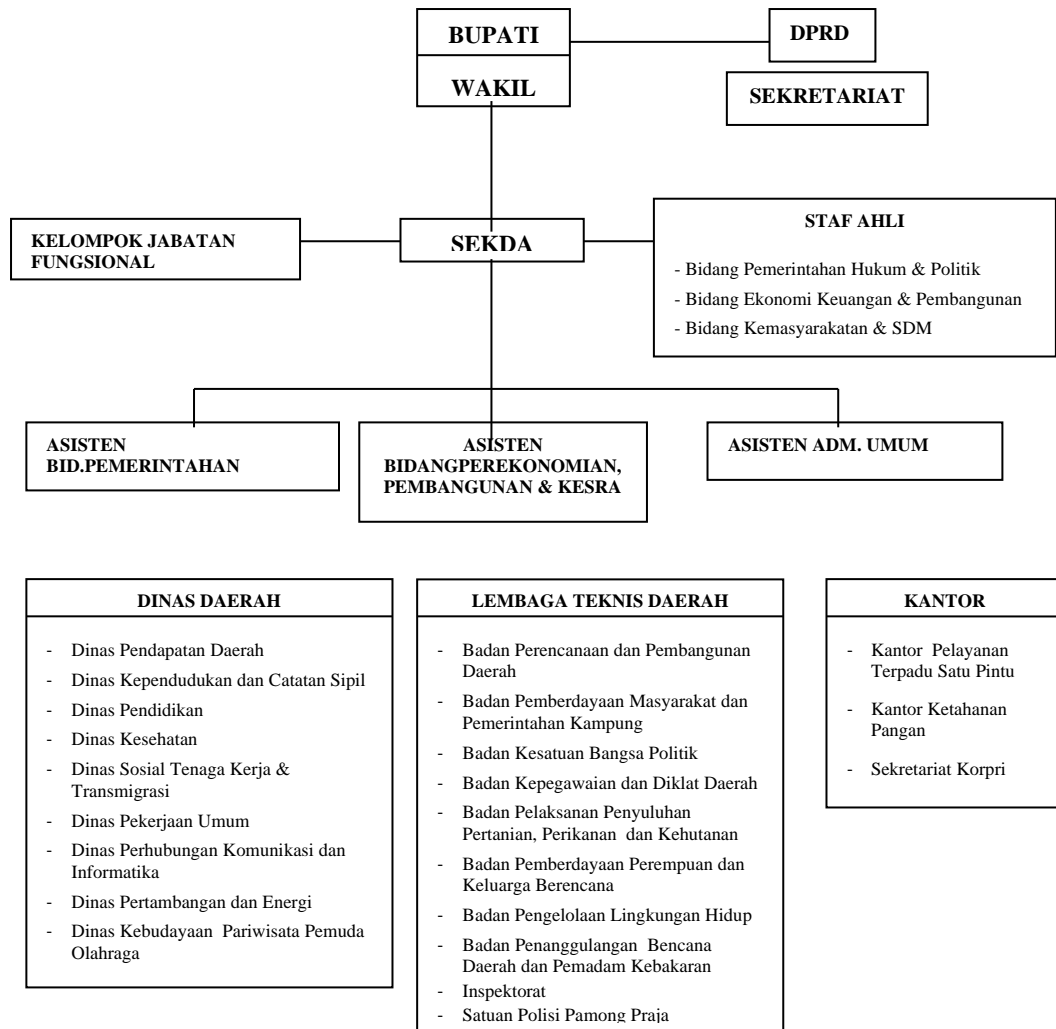 BUPATI
WAKIL
DPRD
SEKRETARIAT
KELOMPOK JABATAN
FUNGSIONAL
SEKDA
STAF AHLI
- Bidang Pemerintahan Hukum & Politik
- Bidang Ekonomi Keuangan & Pembangunan
- Bidang Kemasyarakatan & SDM
ASISTEN
BID.PEMERINTAHAN
ASISTEN
BIDANGPEREKONOMIAN,
PEMBANGUNAN & KESRA
ASISTEN ADM. UMUM
DINAS DAERAH
- Dinas Pendapatan Daerah
- Dinas Kependudukan dan Catatan Sipil
- Dinas Pendidikan
- Dinas Kesehatan
- Dinas Sosial Tenaga Kerja &
Transmigrasi
- Dinas Pekerjaan Umum
- Dinas Perhubungan Komunikasi dan
Informatika
- Dinas Pertambangan dan Energi
- Dinas Kebudayaan Pariwisata Pemuda
Olahraga
LEMBAGA TEKNIS DAERAH
- Badan Perencanaan dan Pembangunan
Daerah
- Badan Pemberdayaan Masyarakat dan
Pemerintahan Kampung
- Badan Kesatuan Bangsa Politik
- Badan Kepegawaian dan Diklat Daerah
- Badan Pelaksanan Penyuluhan
Pertanian, Perikanan dan Kehutanan
- Badan Pemberdayaan Perempuan dan
Keluarga Berencana
- Badan Pengelolaan Lingkungan Hidup
- Badan Penanggulangan Bencana
Daerah dan Pemadam Kebakaran
- Inspektorat
- Satuan Polisi Pamong Praja
KANTOR
- Kantor Pelayanan
Terpadu Satu Pintu
- Kantor Ketahanan
Pangan
- Sekretariat Korpri